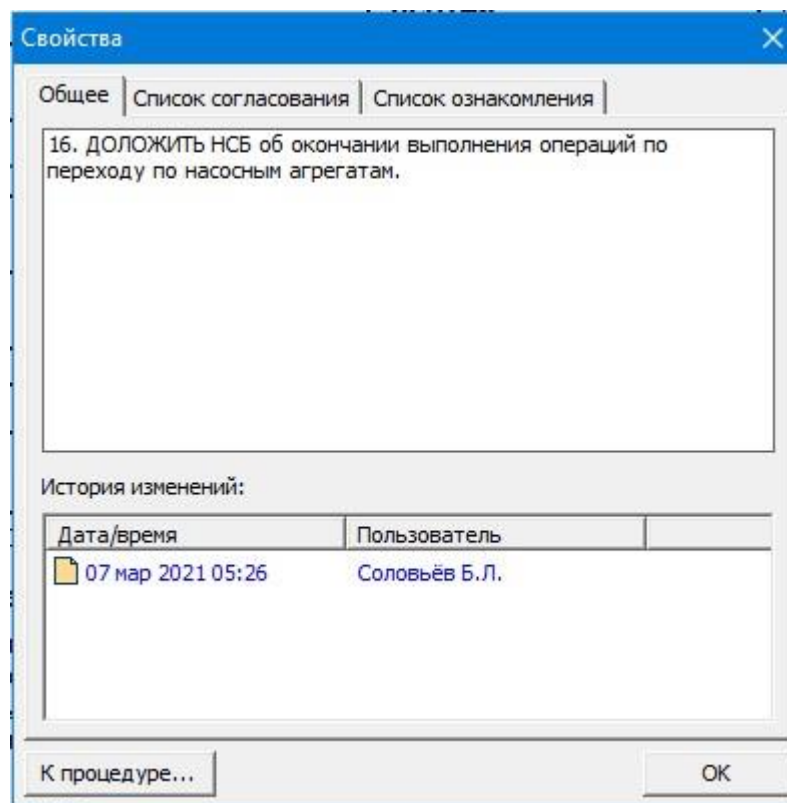 Свойства
Общее
Список согласования
Список ознакомления
16. ДОЛОЖИТЬ НСБ об окончании выполнения операций по
переходу по насосным агрегатам.
История изменений:
Дата/время
Пользователь
07 мар 2021 05:26
Соловьёв Б.Л.
К процедуре...
ОК